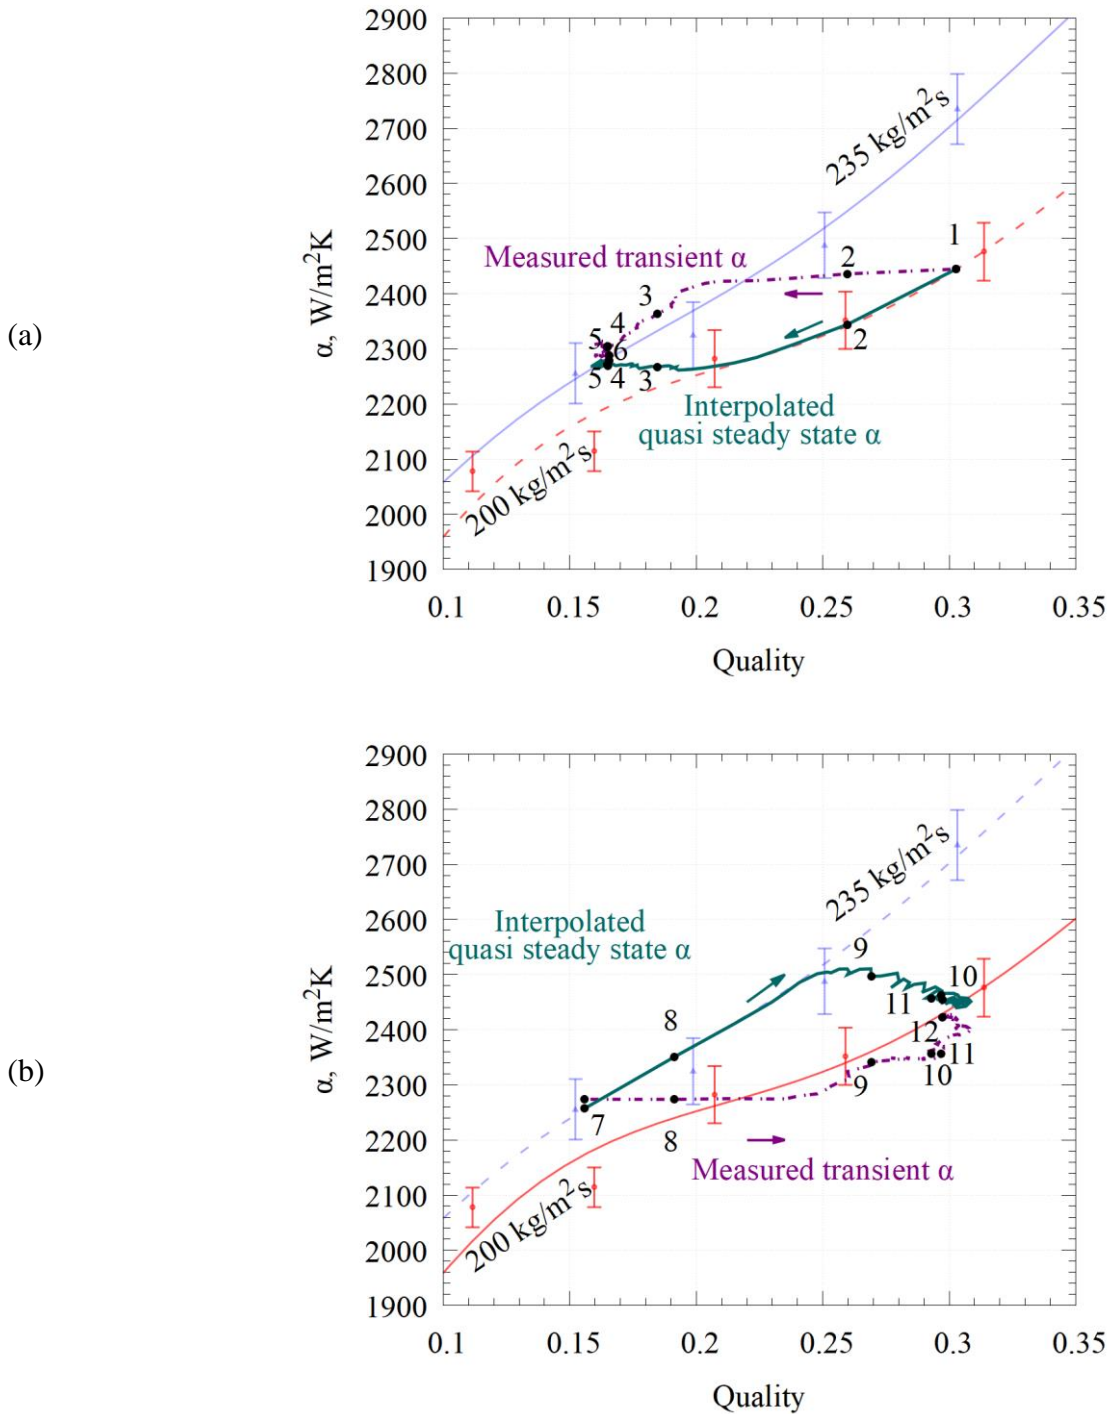 (a)
α, W/m²K
2900
2800
2700
2600
2500
2400
2300
2200
2100
2000
1900
235 kg/m²s
Measured transient α
1
2
3
4
5
6
2
5 4 3
Interpolated
quasi steady state α
200 kg/m²s
0.1 0.15 0.2 0.25 0.3 0.35
Quality
(b)
α, W/m²K
2900
2800
2700
2600
2500
2400
2300
2200
2100
2000
1900
235 kg/m²s
Interpolated
quasi steady state α
9
10
11
8
12
11
10
9
7
8
Measured transient α
200 kg/m²s
0.1 0.15 0.2 0.25 0.3 0.35
Quality